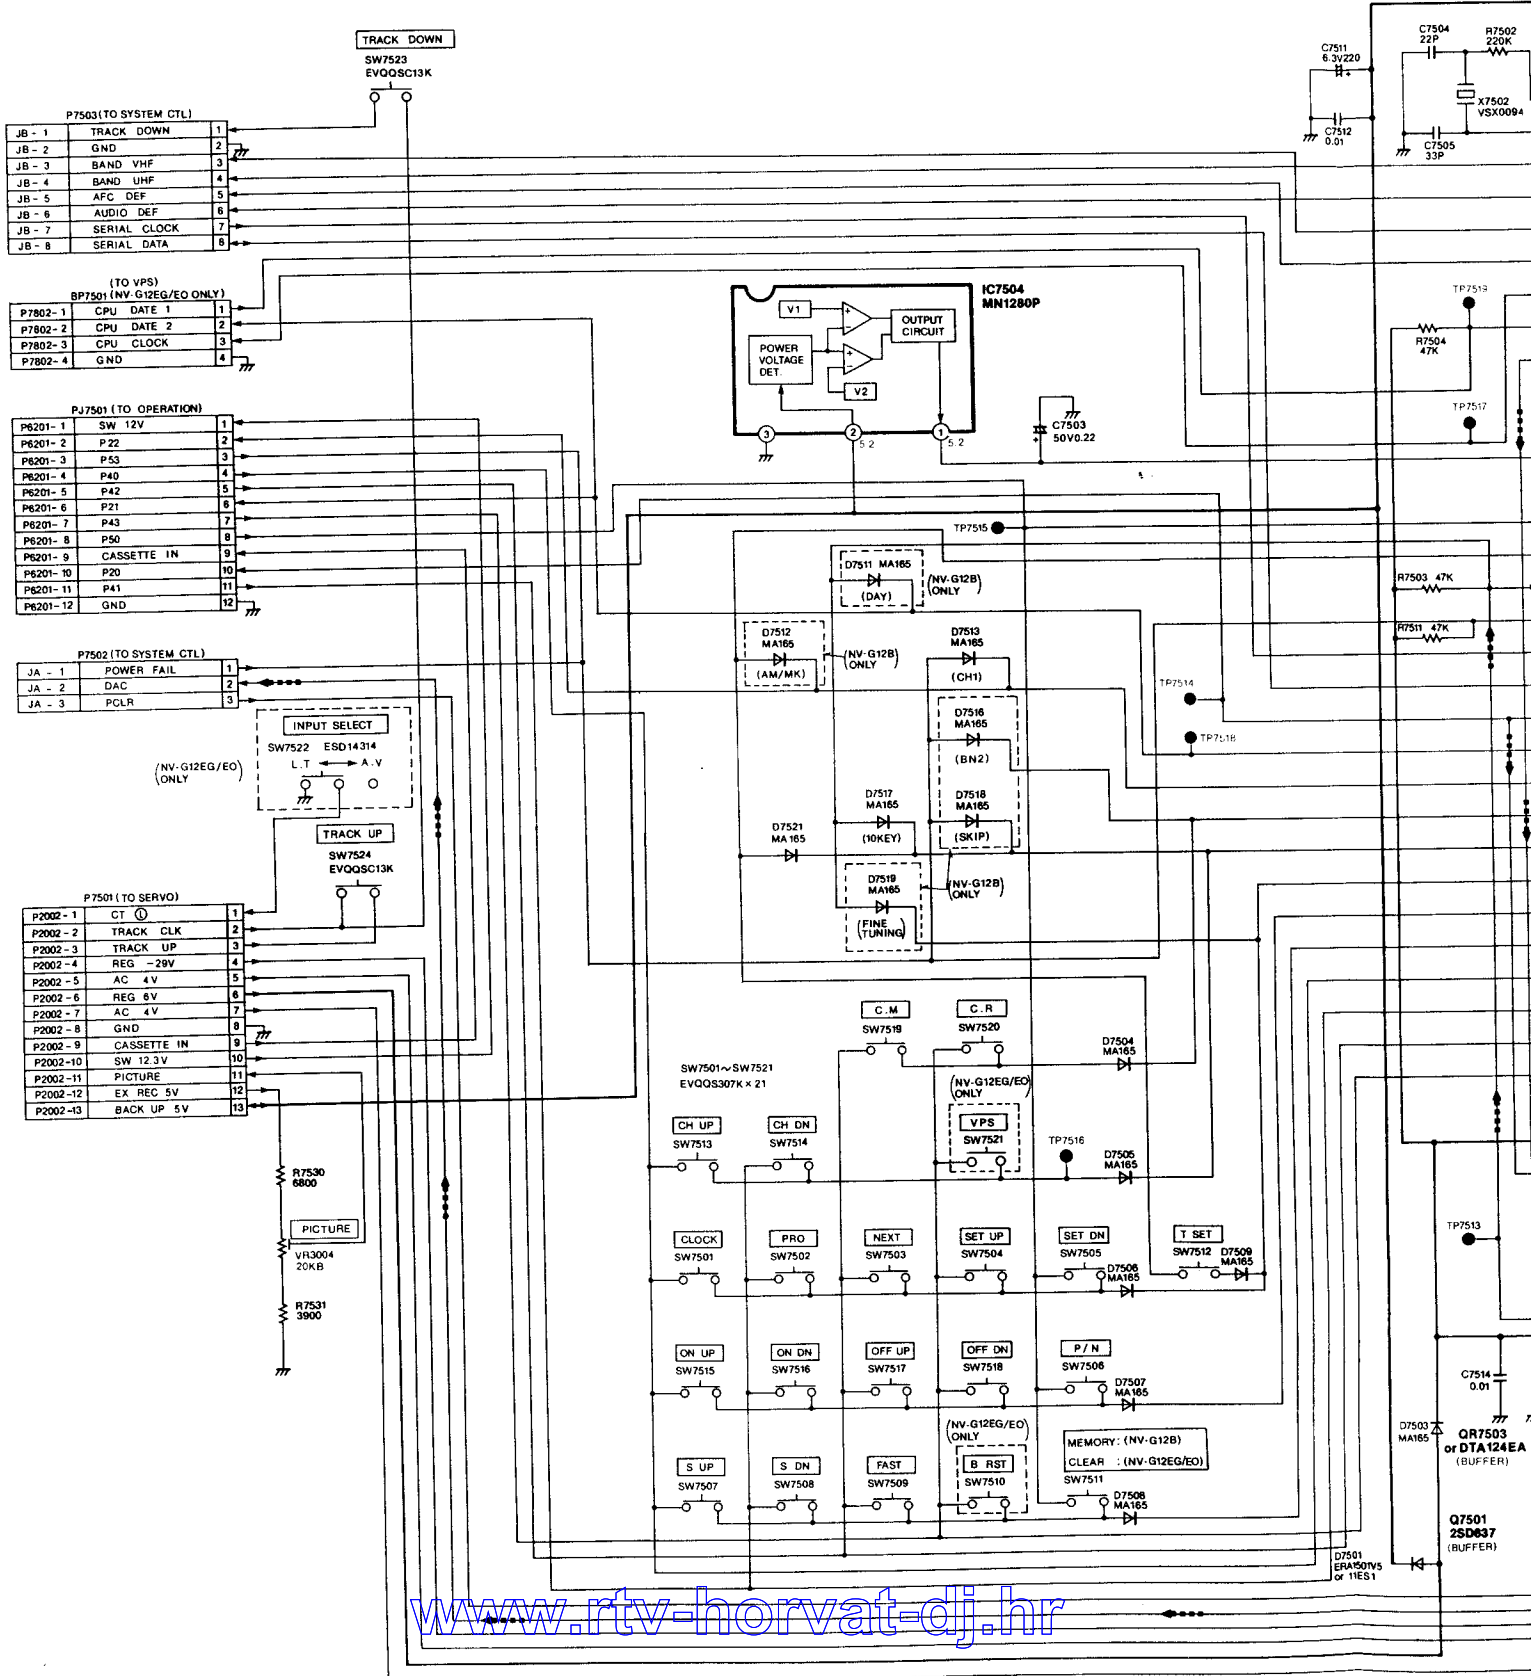 TRACK DOWN
SW7523
EVQQSC13K
P7503(TO SYSTEM CTL)
JB - 1 TRACK DOWN 1
JB - 2 GND 2
JB - 3 BAND VHF 3
JB - 4 BAND UHF 4
JB - 5 AFC DEF 5
JB - 6 AUDIO DEF 6
JB - 7 SERIAL CLOCK 7
JB - 8 SERIAL DATA 8
(TO VPS)
BP7501 (NV-G12EG/EO ONLY)
P7802- 1 CPU DATE 1 1
P7802- 2 CPU DATE 2 2
P7802- 3 CPU CLOCK 3
P7802- 4 GND 4
PJ7501 (TO OPERATION)
P6201- 1 SW 12V 1
P6201- 2 P22 2
P6201- 3 P53 3
P6201- 4 P40 4
P6201- 5 P42 5
P6201- 6 P21 6
P6201- 7 P43 7
P6201- 8 P50 8
P6201- 9 CASSETTE IN 9
P6201- 10 P20 10
P6201- 11 P41 11
P6201- 12 GND 12
P7502 (TO SYSTEM CTL)
JA - 1 POWER FAIL 1
JA - 2 DAC 2
JA - 3 PCLR 3
INPUT SELECT
SW7522 ESD14314
L.T A.V
(NV-G12EG/EO) ONLY
TRACK UP
SW7524
EVQQSC13K
P7501 (TO SERVO)
P2002 - 1 CT Ⓛ 1
P2002 - 2 TRACK CLK 2
P2002 - 3 TRACK UP 3
P2002 - 4 REG -29V 4
P2002 - 5 AC 4V 5
P2002 - 6 REG 6V 6
P2002 - 7 AC 4V 7
P2002 - 8 GND 8
P2002 - 9 CASSETTE IN 9
P2002 -10 SW 12.3V 10
P2002 -11 PICTURE 11
P2002 -12 EX REC 5V 12
P2002 -13 BACK UP 5V 13
R7530
6800
PICTURE
VR3004
20KB
R7531
3900
IC7504
MN1280P
V1
OUTPUT
CIRCUIT
POWER
VOLTAGE
DET.
V2
3 2 1
5.2 5.2
C7503
50V0.22
C7511
6.3V220
C7512
0.01
C7504
22P
R7502
220K
X7502
VSX0094
C7505
33P
TP7519
R7504
47K
TP7517
TP7515
D7511 MA165
(DAY)
(NV-G12B) ONLY
R7503 47K
R7511 47K
D7512
MA165
(AM/MK)
(NV-G12B) ONLY
D7513
MA165
(CH1)
TP7514
TP7518
D7516
MA165
(BN2)
D7517
MA165
(10KEY)
D7518
MA165
(SKIP)
D7521
MA165
D7519
MA165
(FINE TUNING)
(NV-G12B) ONLY
C.M
SW7519
C.R
SW7520
D7504
MA165
SW7501～SW7521
EVQQS307K × 21
(NV-G12EG/EO) ONLY
CH UP
SW7513
CH DN
SW7514
VPS
SW7521
TP7516
D7505
MA165
TP7513
CLOCK
SW7501
PRO
SW7502
NEXT
SW7503
SET UP
SW7504
SET DN
SW7505
D7506
MA165
T SET
SW7512
D7509
MA165
ON UP
SW7515
ON DN
SW7516
OFF UP
SW7517
OFF DN
SW7518
P/N
SW7506
D7507
MA165
C7514
0.01
(NV-G12EG/EO) ONLY
MEMORY: (NV-G12B)
CLEAR : (NV-G12EG/EO)
S UP
SW7507
S DN
SW7508
FAST
SW7509
B RST
SW7510
SW7511
D7508
MA165
D7503
MA165
QR7503
or DTA124EA
(BUFFER)
Q7501
2SD637
(BUFFER)
D7501
ERA1501V5
or 11ES1
www.rtv-horvat-dj.hr